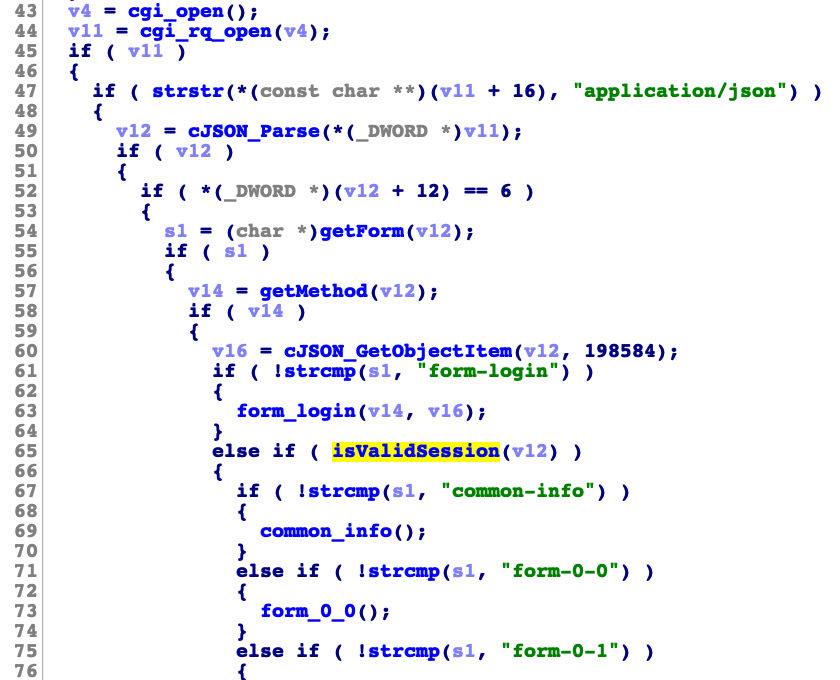 43 v4 = cgi_open();
44 v11 = cgi_rq_open(v4);
45 if ( v11 )
46 {
47 if ( strstr(*(const char **)(v11 + 16), "application/json") )
48 {
49 v12 = cJSON_Parse(*(_DWORD *)v11);
50 if ( v12 )
51 {
52 if ( *(_DWORD *)(v12 + 12) == 6 )
53 {
54 s1 = (char *)getForm(v12);
55 if ( s1 )
56 {
57 v14 = getMethod(v12);
58 if ( v14 )
59 {
60 v16 = cJSON_GetObjectItem(v12, 198584);
61 if ( !strcmp(s1, "form-login") )
62 {
63 form_login(v14, v16);
64 }
65 else if ( isValidSession(v12) )
66 {
67 if ( !strcmp(s1, "common-info") )
68 {
69 common_info();
70 }
71 else if ( !strcmp(s1, "form-0-0") )
72 {
73 form_0_0();
74 }
75 else if ( !strcmp(s1, "form-0-1") )
76 {